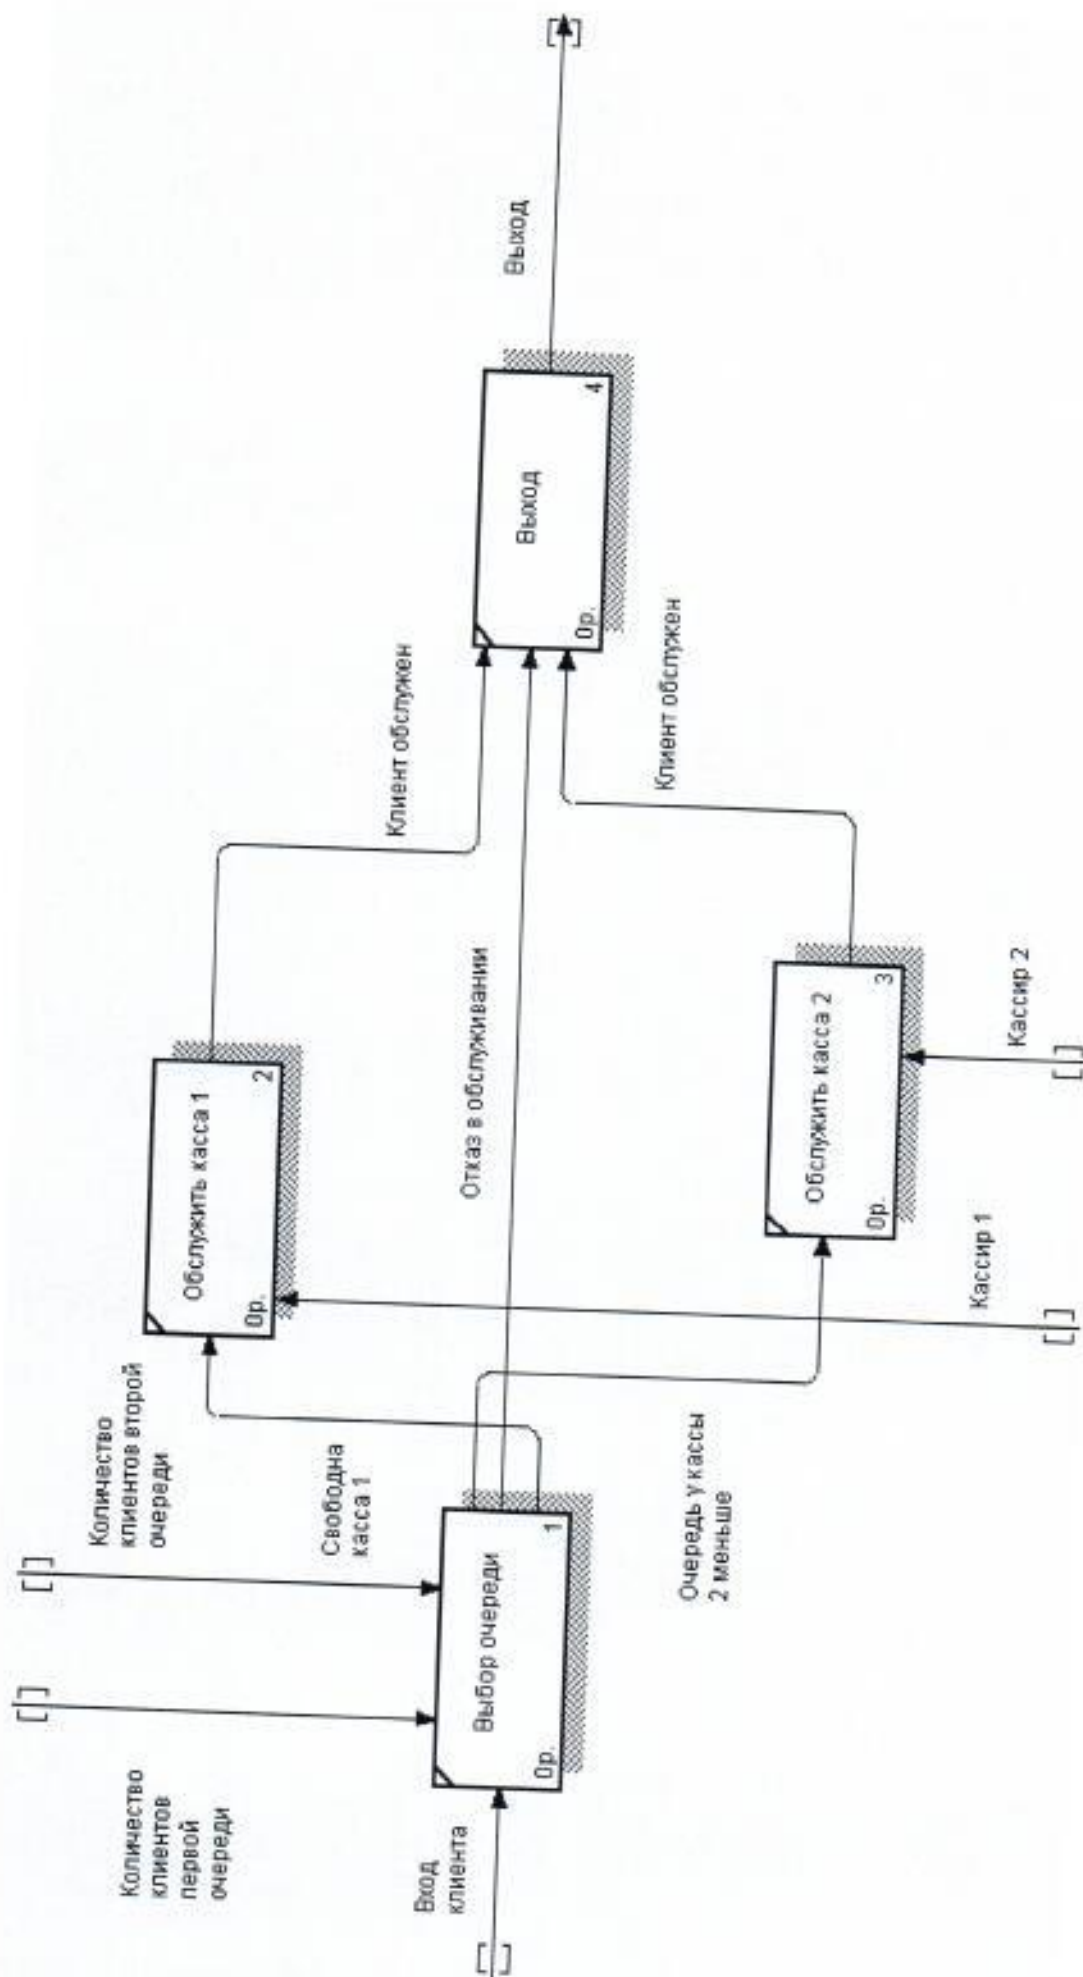 Количество
клиентов
первой
очереди
Количество
клиентов второй
очереди
Вход
клиента
Выбор очереди
0р.
1
Свободна
касса 1
Очередь у кассы
2 меньше
Обслужить касса 1
0р.
2
Отказ в обслуживании
Обслужить касса 2
0р.
3
Кассир 1
Кассир 2
Клиент обслужен
Клиент обслужен
Выход
0р.
4
Выход